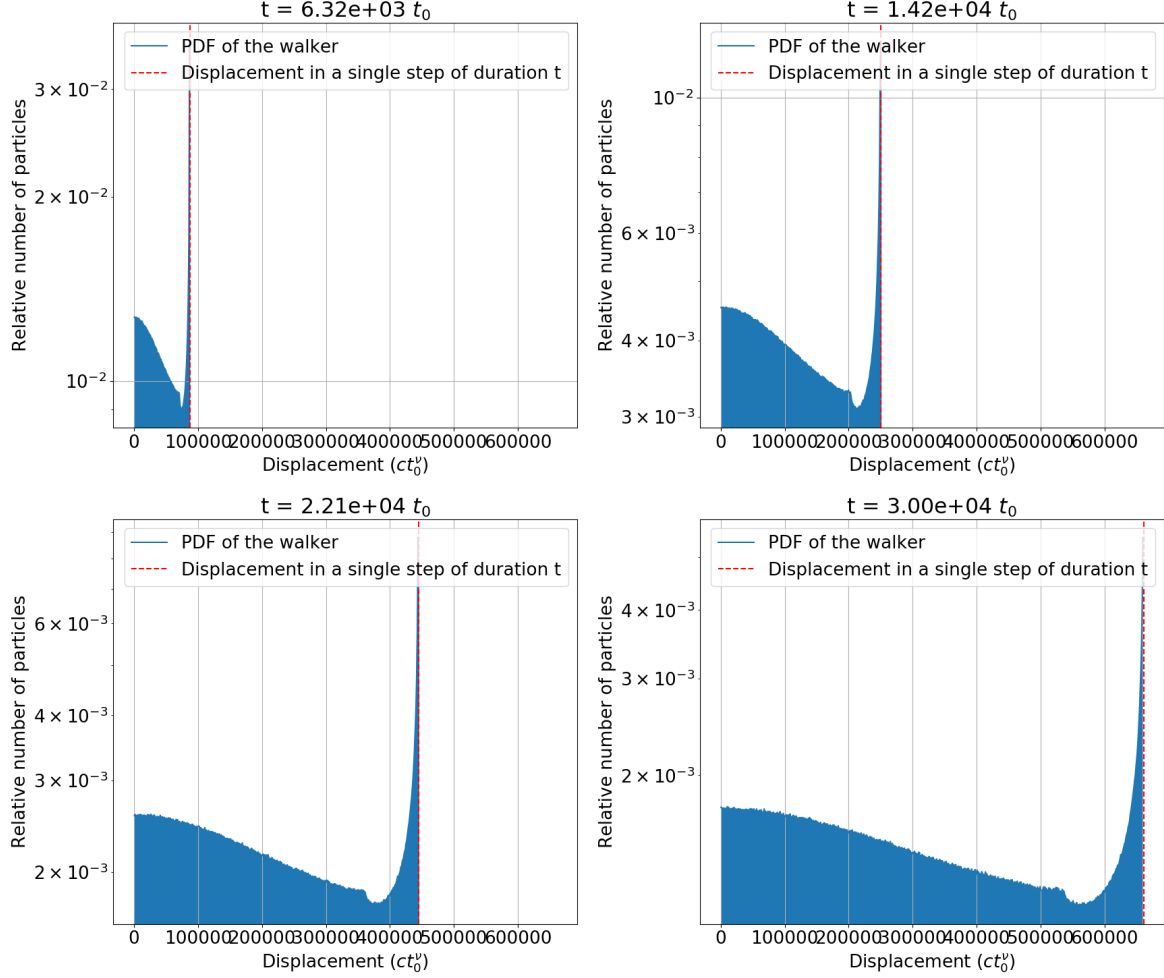 t = 6.32e+03 t₀
PDF of the walker
Displacement in a single step of duration t
3 × 10⁻²
2 × 10⁻²
10⁻²
Relative number of particles
0 100000 200000 300000 400000 500000 600000
Displacement (ct₀^ν)
t = 1.42e+04 t₀
PDF of the walker
Displacement in a single step of duration t
10⁻²
6 × 10⁻³
4 × 10⁻³
3 × 10⁻³
Relative number of particles
0 100000 200000 300000 400000 500000 600000
Displacement (ct₀^ν)
t = 2.21e+04 t₀
PDF of the walker
Displacement in a single step of duration t
6 × 10⁻³
4 × 10⁻³
3 × 10⁻³
2 × 10⁻³
Relative number of particles
0 100000 200000 300000 400000 500000 600000
Displacement (ct₀^ν)
t = 3.00e+04 t₀
PDF of the walker
Displacement in a single step of duration t
4 × 10⁻³
3 × 10⁻³
2 × 10⁻³
Relative number of particles
0 100000 200000 300000 400000 500000 600000
Displacement (ct₀^ν)